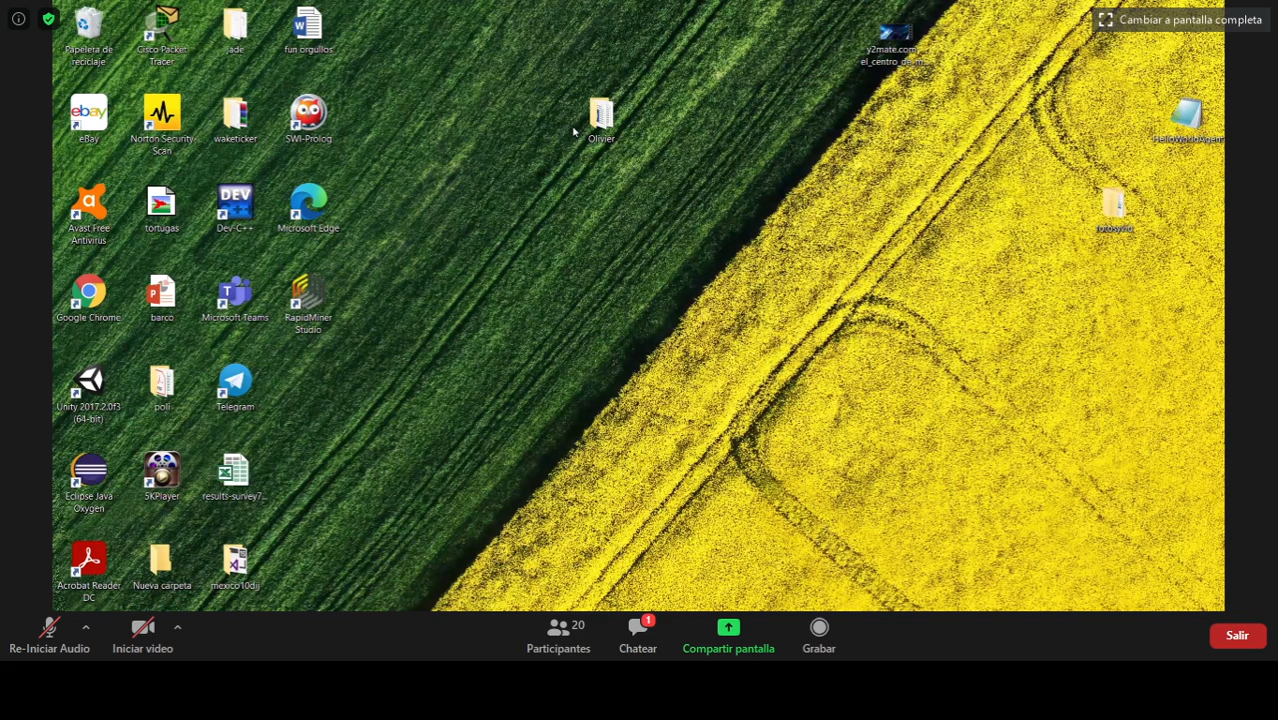 Cambiar a pantalla completa
Papelera de
reciclaje
Cisco Packet
Tracer
jade
fun orgullos
y2mate.com
el_centro_de_m...
eBay
Norton Security
Scan
waketicker
SWI-Prolog
Olivier
HelloWorldAgent
Avast Free
Antivirus
tortugas
DEV
Dev-C++
Microsoft Edge
Google Chrome
barco
Microsoft Teams
RapidMiner
Studio
Unity 2017.2.0f3
(64-bit)
poli
Telegram
Eclipse Java
Oxygen
5KPlayer
results-survey7...
Acrobat Reader
DC
Nueva carpeta
Re-Iniciar Audio
Iniciar video
20
Participantes
1
Chatear
Compartir pantalla
Grabar
Salir